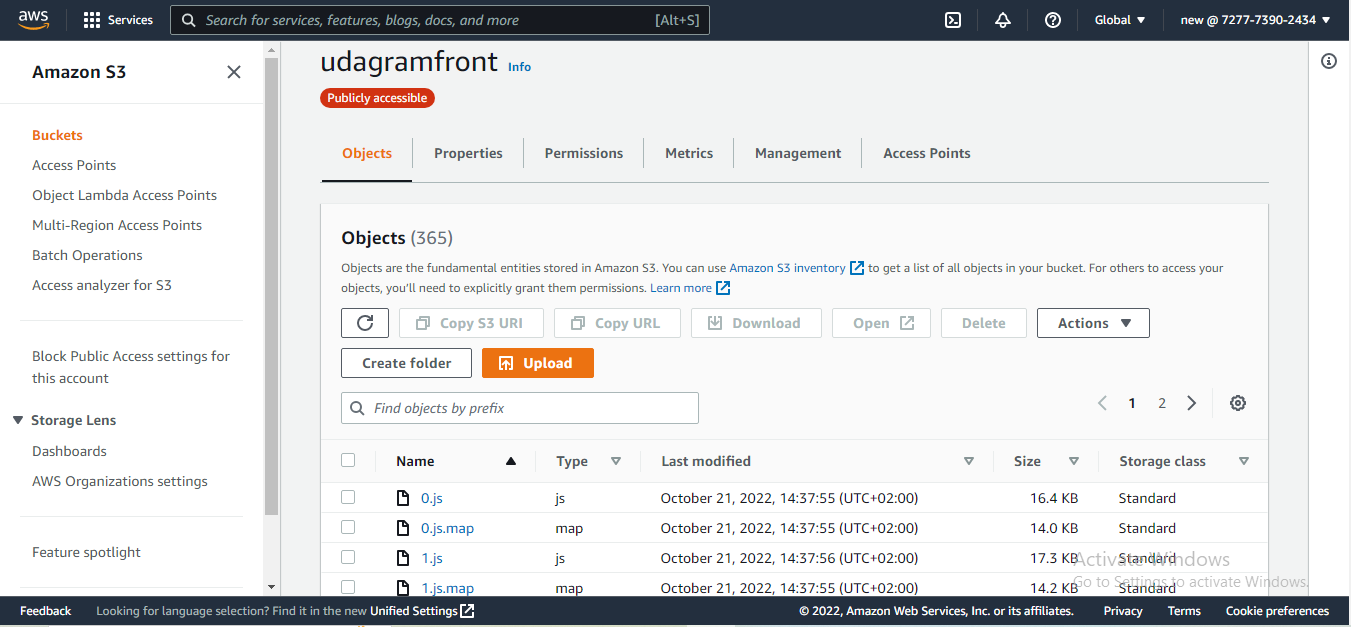 aws Services Search for services, features, blogs, docs, and more [Alt+S] Global ▼ new @ 7277-7390-2434 ▼
Amazon S3
Buckets
Access Points
Object Lambda Access Points
Multi-Region Access Points
Batch Operations
Access analyzer for S3
Block Public Access settings for
this account
Storage Lens
Dashboards
AWS Organizations settings
Feature spotlight
udagramfront Info
Publicly accessible
Objects Properties Permissions Metrics Management Access Points
Objects (365)
Objects are the fundamental entities stored in Amazon S3. You can use Amazon S3 inventory to get a list of all objects in your bucket. For others to access your
objects, you'll need to explicitly grant them permissions. Learn more
Copy S3 URI Copy URL Download Open Delete Actions ▼
Create folder Upload
Find objects by prefix 1 2
Name Type Last modified Size Storage class
0.js js October 21, 2022, 14:37:55 (UTC+02:00) 16.4 KB Standard
0.js.map map October 21, 2022, 14:37:55 (UTC+02:00) 14.0 KB Standard
1.js js October 21, 2022, 14:37:56 (UTC+02:00) 17.3 KB Standard
1.js.map map October 21, 2022, 14:37:55 (UTC+02:00) 14.2 KB Standard
Activate Windows
Go to Settings to activate Windows.
Feedback Looking for language selection? Find it in the new Unified Settings © 2022, Amazon Web Services, Inc. or its affiliates. Privacy Terms Cookie preferences